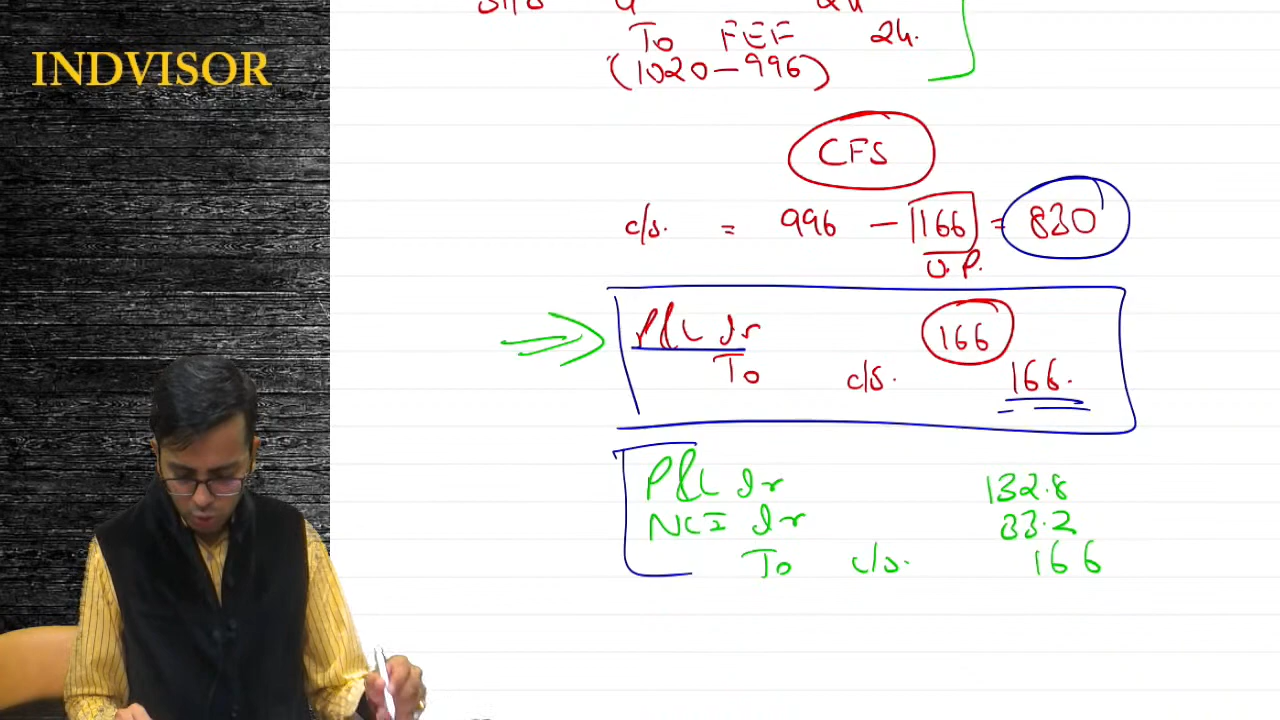 INDVISOR
To FEF 24.
(1020-996)
CFS
c/s. = 996 - 166 = 830
U.P.
P&L Dr 166
To c/s. 166.
P&L Dr 132.8
NCI Dr 33.2
To c/s. 166